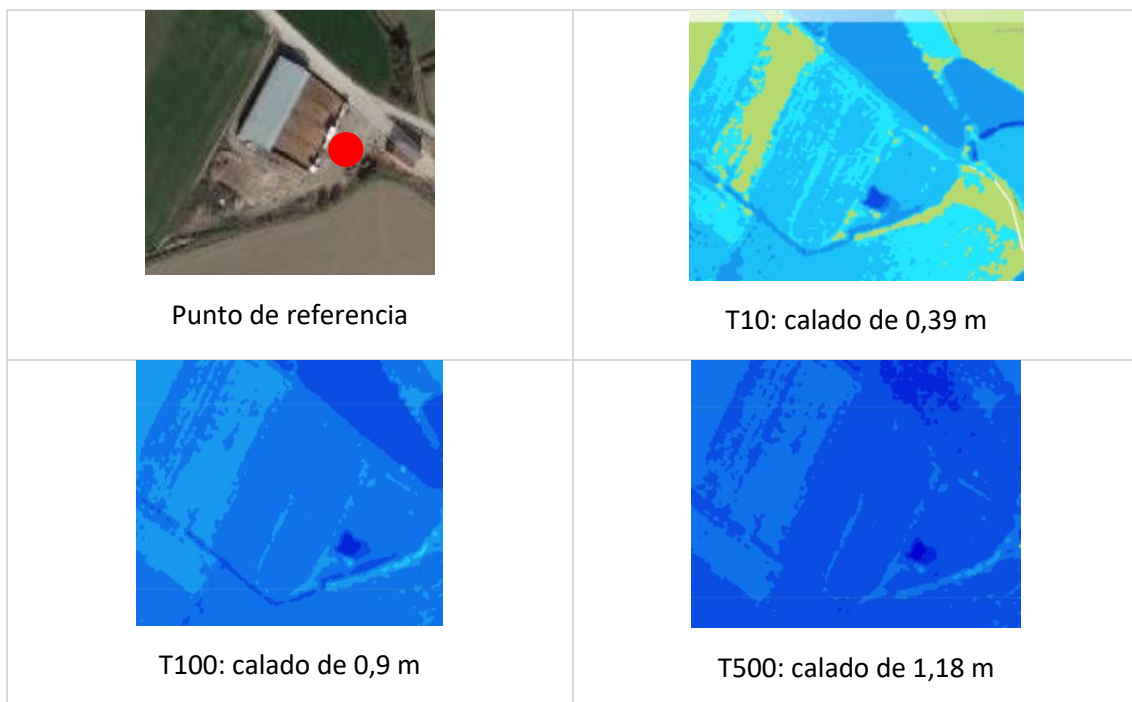 Punto de referencia
T10: calado de 0,39 m
T100: calado de 0,9 m
T500: calado de 1,18 m